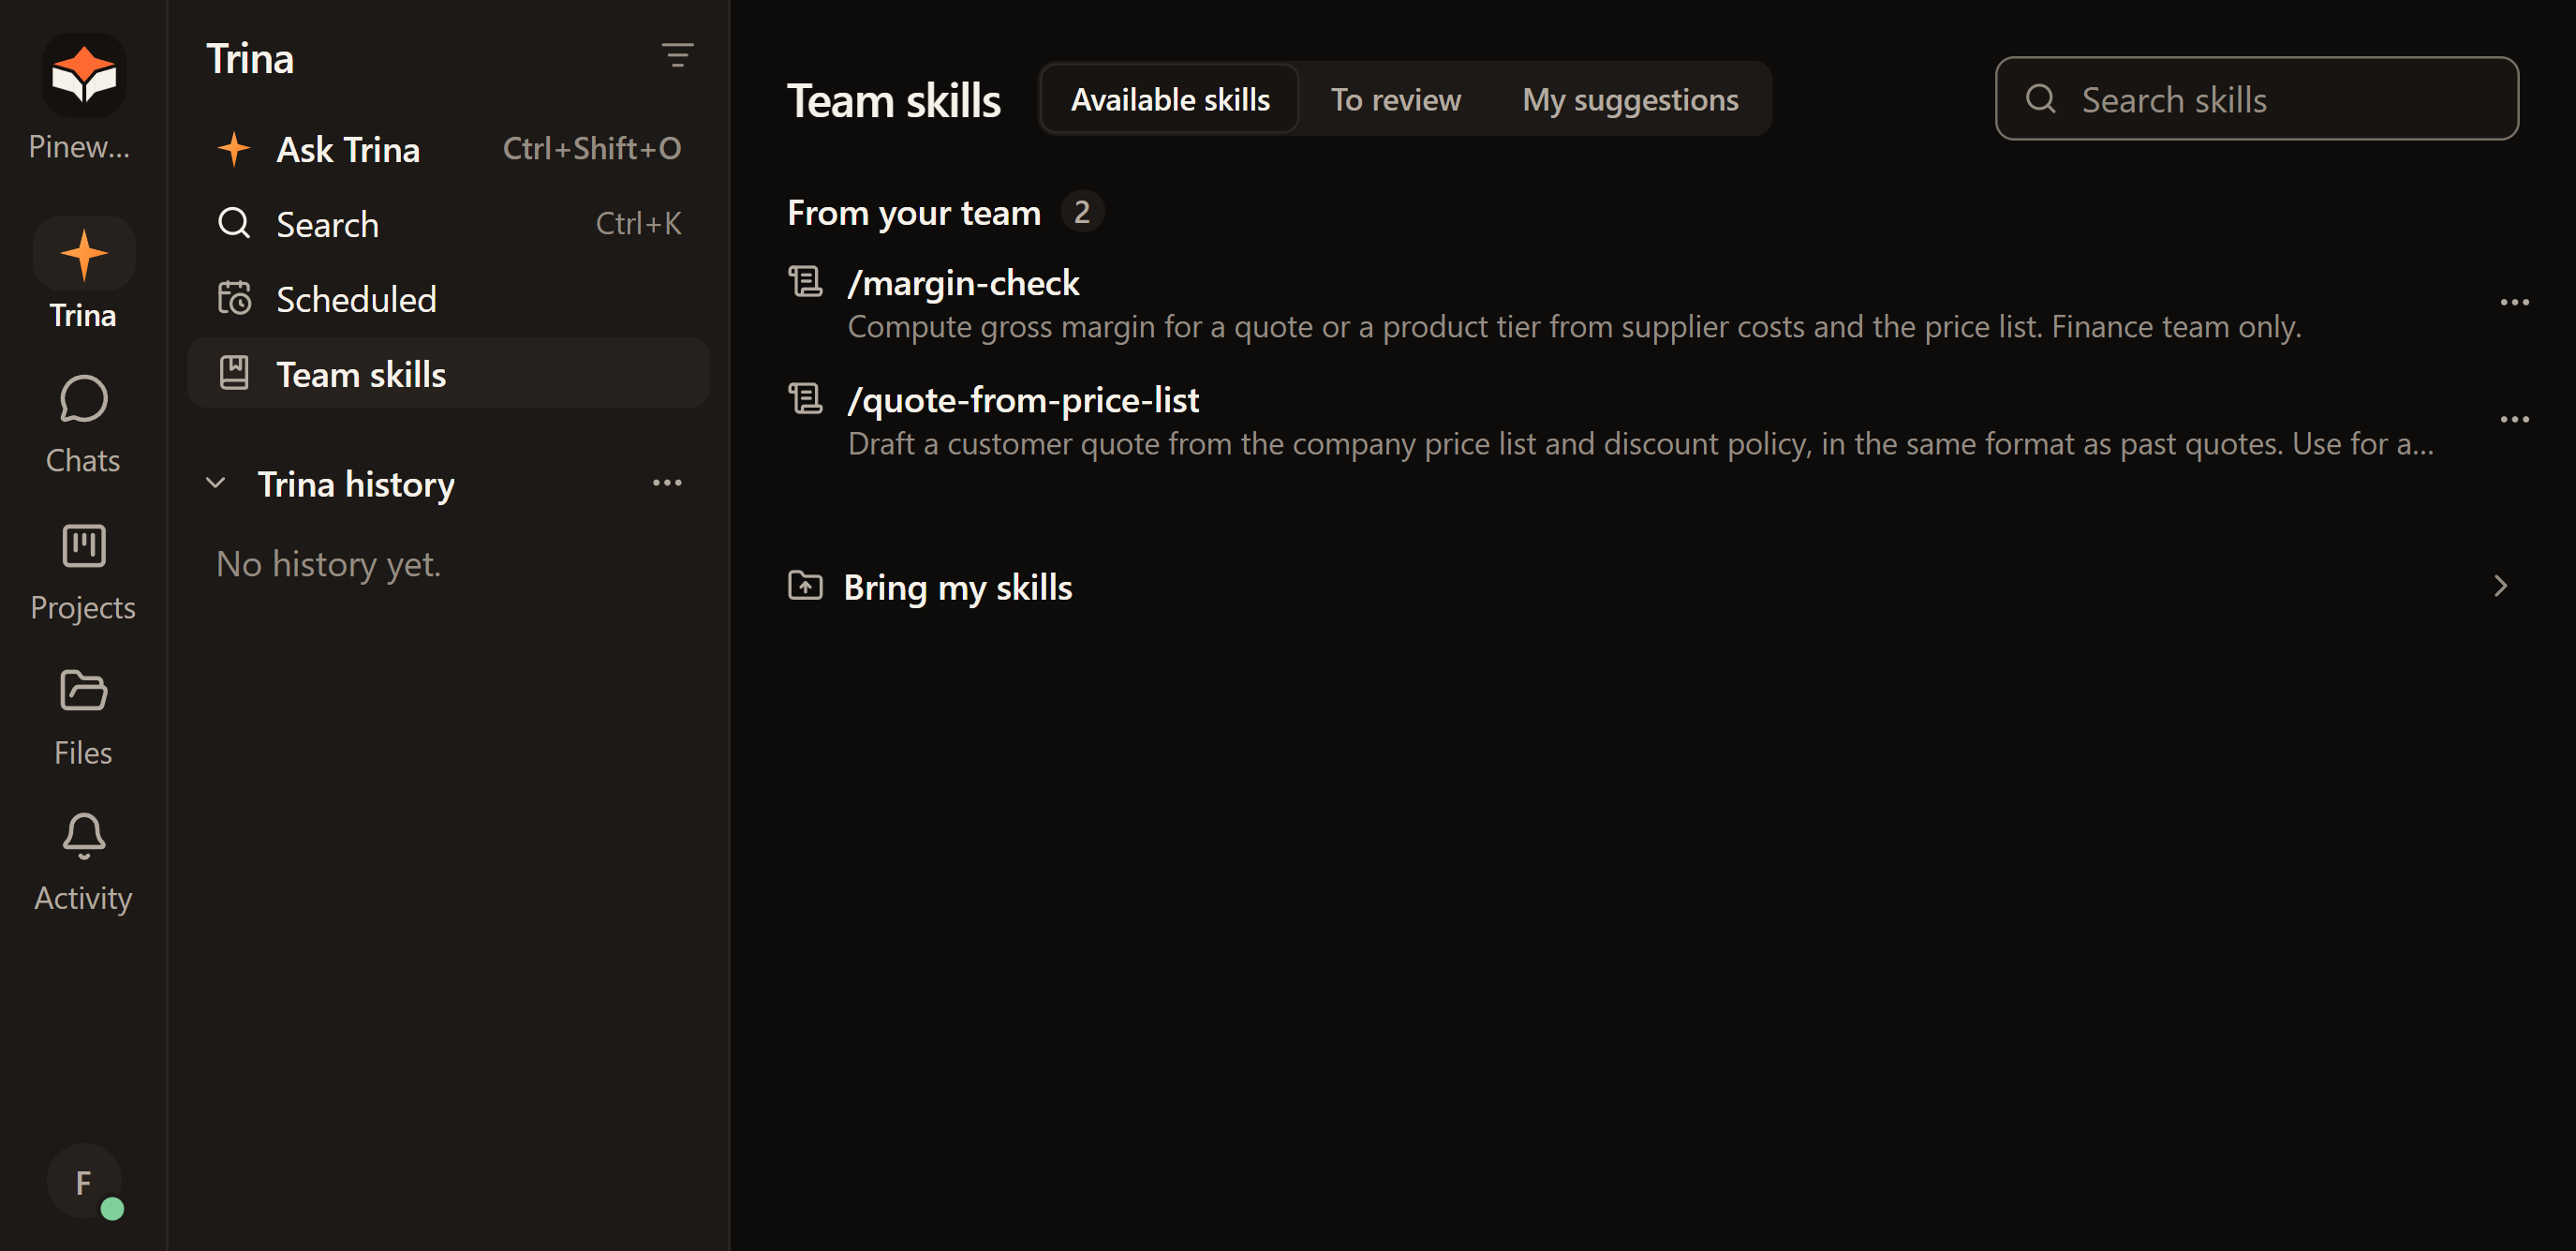 Pinew...
Trina
Chats
Projects
Files
Activity
F
Trina
Ask Trina Ctrl+Shift+O
Search Ctrl+K
Scheduled
Team skills
Trina history
No history yet.
Team skills Available skills To review My suggestions Search skills
From your team 2
/margin-check
Compute gross margin for a quote or a product tier from supplier costs and the price list. Finance team only.
/quote-from-price-list
Draft a customer quote from the company price list and discount policy, in the same format as past quotes. Use for a...
Bring my skills